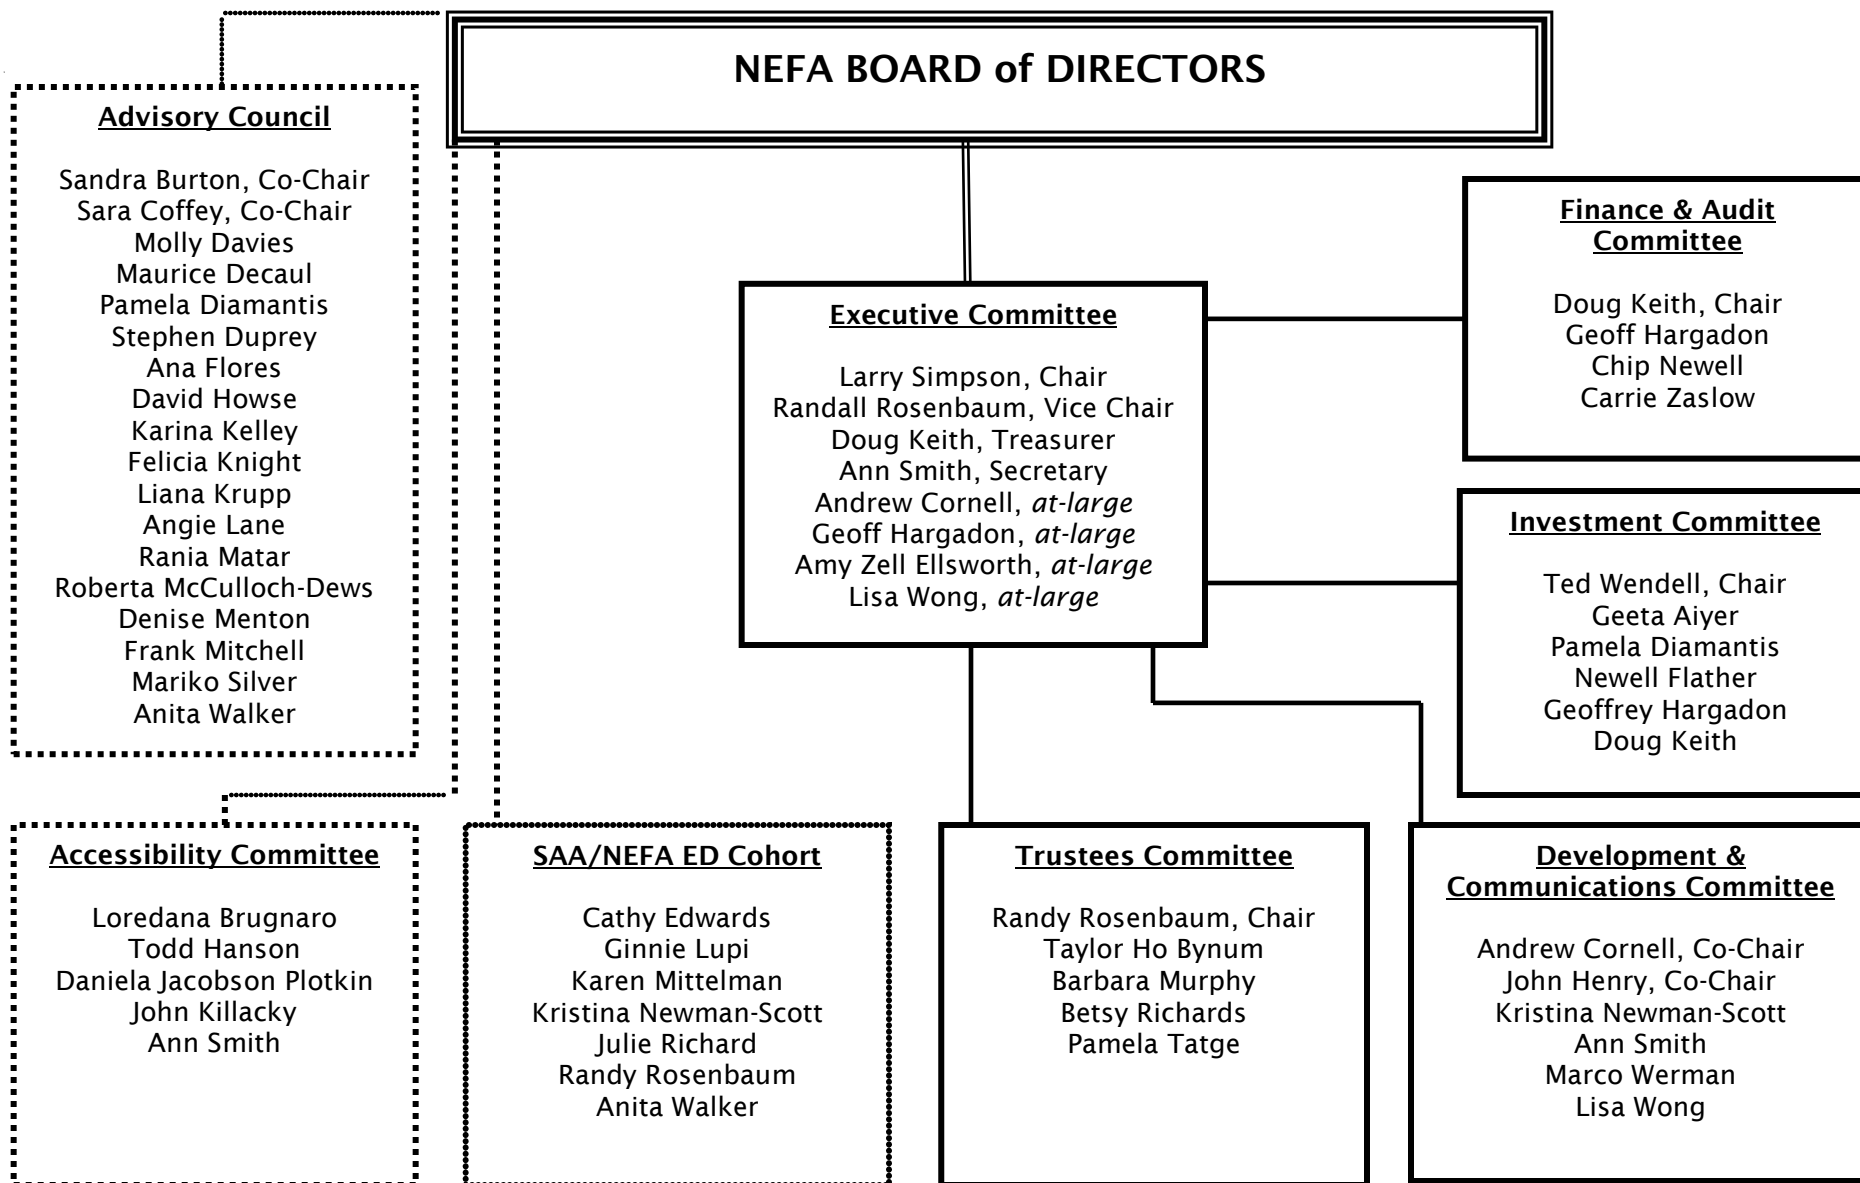 NEFA BOARD of DIRECTORS
Advisory Council
Sandra Burton, Co-Chair
Sara Coffey, Co-Chair
Molly Davies
Maurice Decaul
Pamela Diamantis
Stephen Duprey
Ana Flores
David Howse
Karina Kelley
Felicia Knight
Liana Krupp
Angie Lane
Rania Matar
Roberta McCulloch-Dews
Denise Menton
Frank Mitchell
Mariko Silver
Anita Walker
Executive Committee
Larry Simpson, Chair
Randall Rosenbaum, Vice Chair
Doug Keith, Treasurer
Ann Smith, Secretary
Andrew Cornell, at-large
Geoff Hargadon, at-large
Amy Zell Ellsworth, at-large
Lisa Wong, at-large
Finance & Audit
Committee
Doug Keith, Chair
Geoff Hargadon
Chip Newell
Carrie Zaslow
Investment Committee
Ted Wendell, Chair
Geeta Aiyer
Pamela Diamantis
Newell Flather
Geoffrey Hargadon
Doug Keith
Accessibility Committee
Loredana Brugnaro
Todd Hanson
Daniela Jacobson Plotkin
John Killacky
Ann Smith
SAA/NEFA ED Cohort
Cathy Edwards
Ginnie Lupi
Karen Mittelman
Kristina Newman-Scott
Julie Richard
Randy Rosenbaum
Anita Walker
Trustees Committee
Randy Rosenbaum, Chair
Taylor Ho Bynum
Barbara Murphy
Betsy Richards
Pamela Tatge
Development &
Communications Committee
Andrew Cornell, Co-Chair
John Henry, Co-Chair
Kristina Newman-Scott
Ann Smith
Marco Werman
Lisa Wong